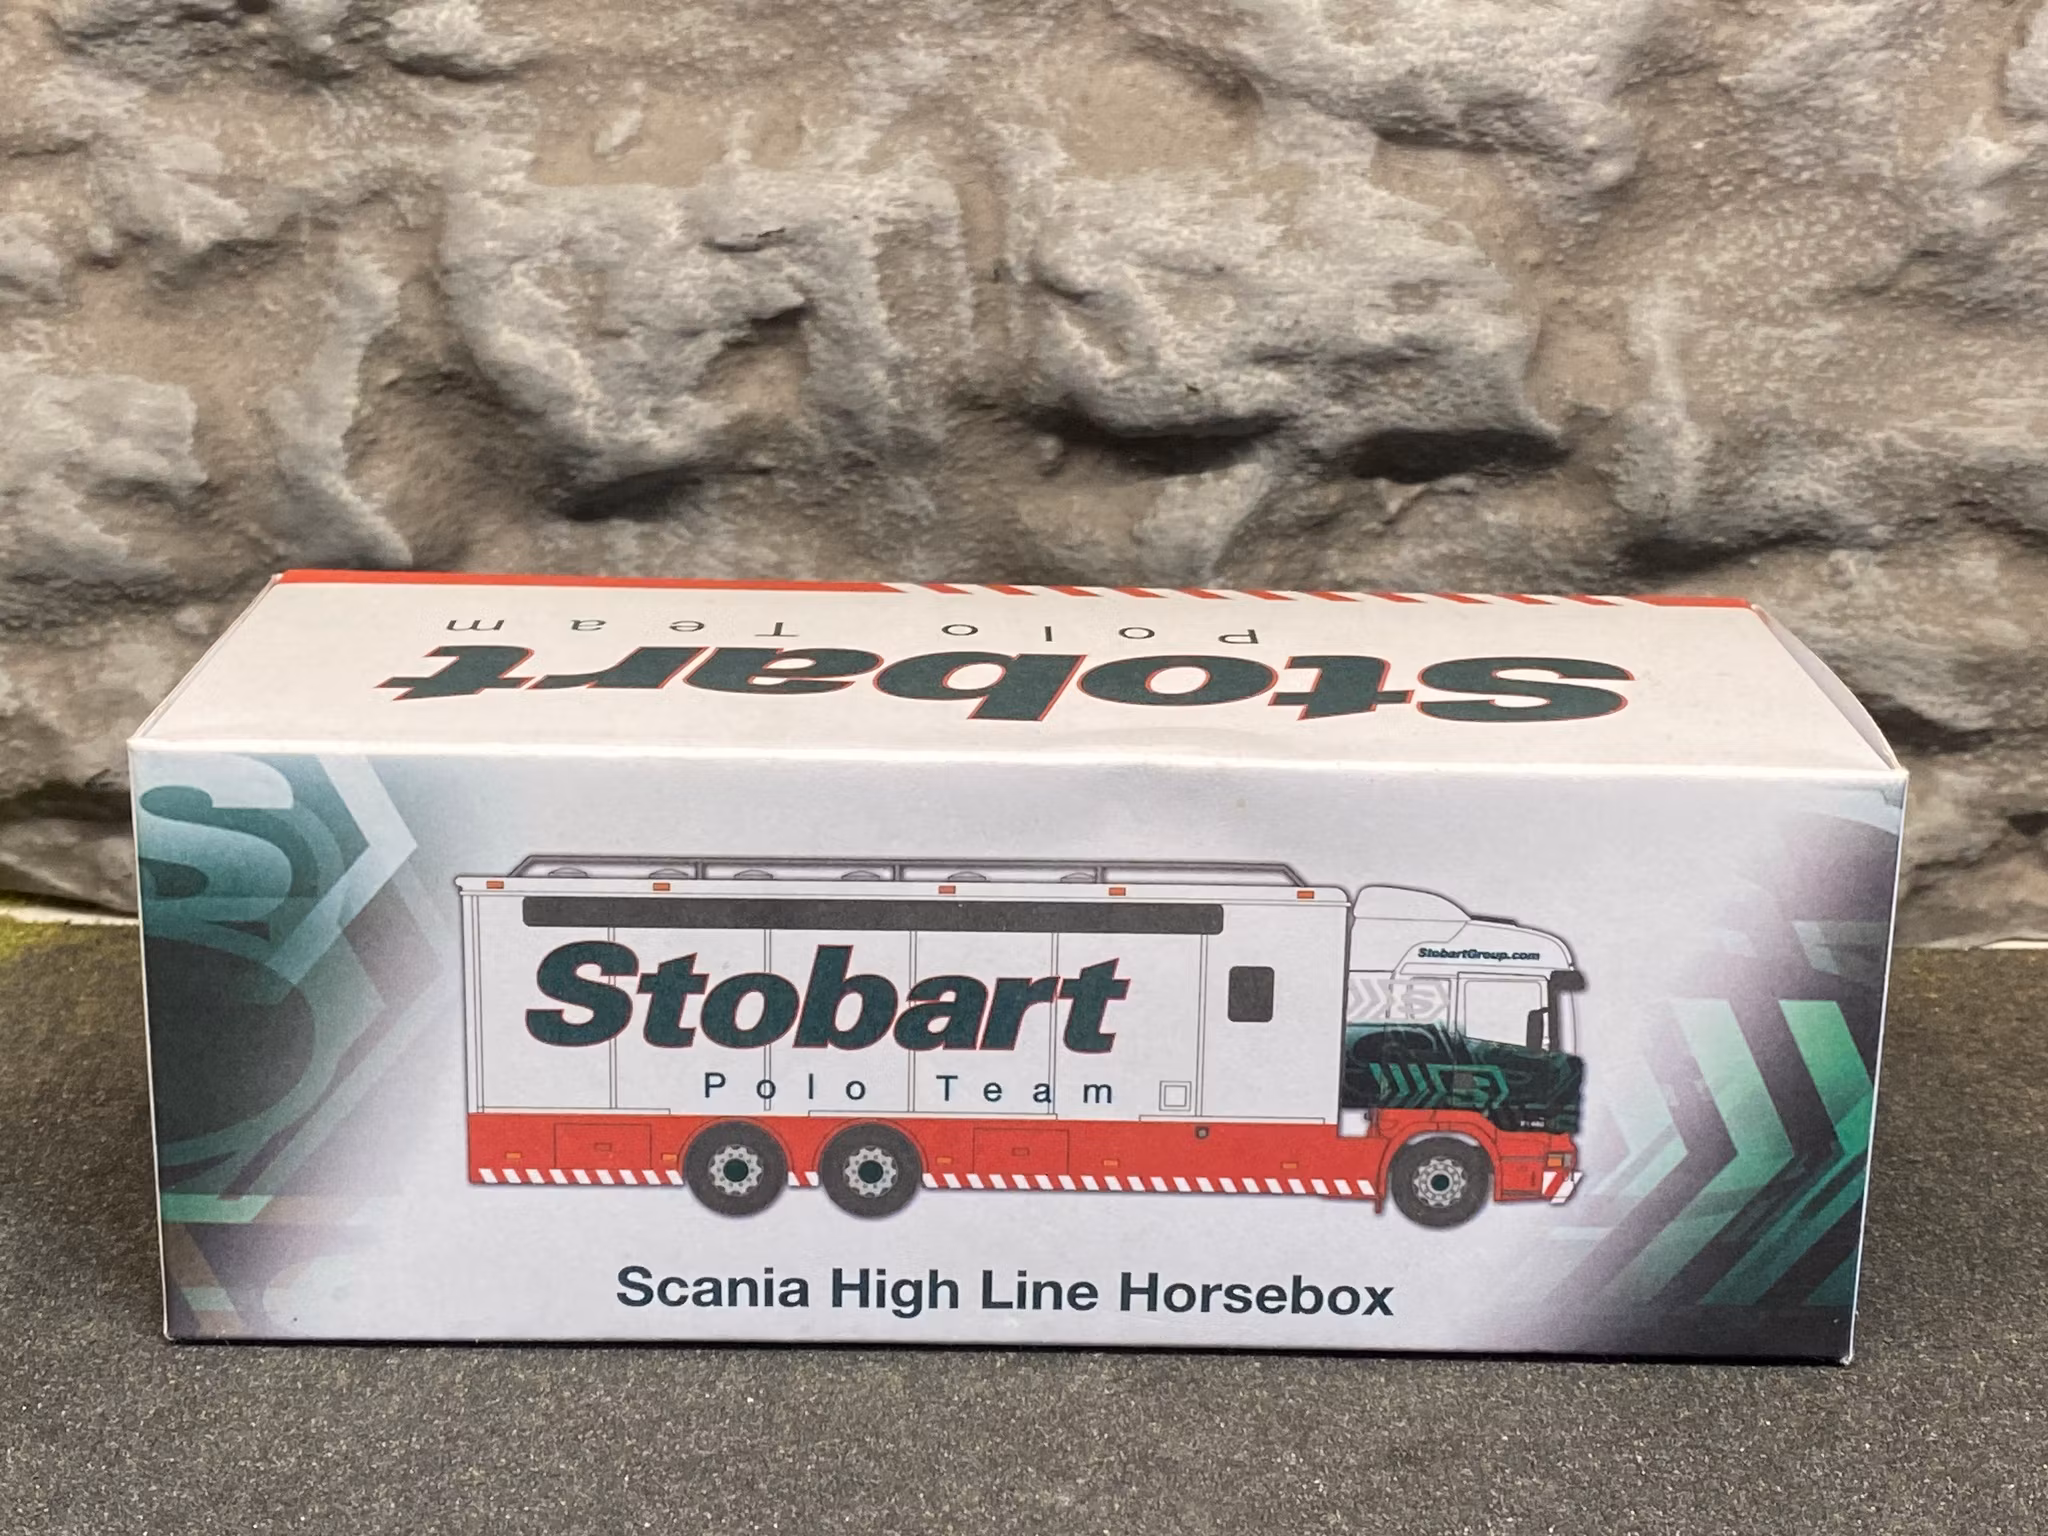 Polo Team
Stobart
StobartGroup.com
Stobart
Polo Team
Scania High Line Horsebox